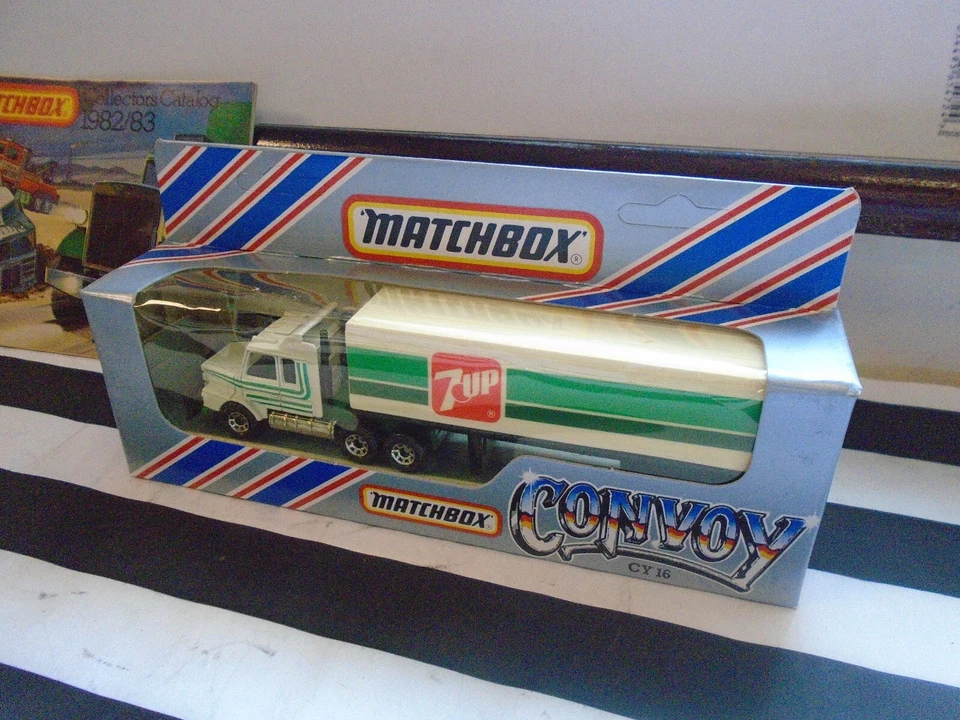 MATCHBOX
Collectors Catalog
1982/83
'MATCHBOX'®
7UP®
MATCHBOX
CONVOY
CY 16